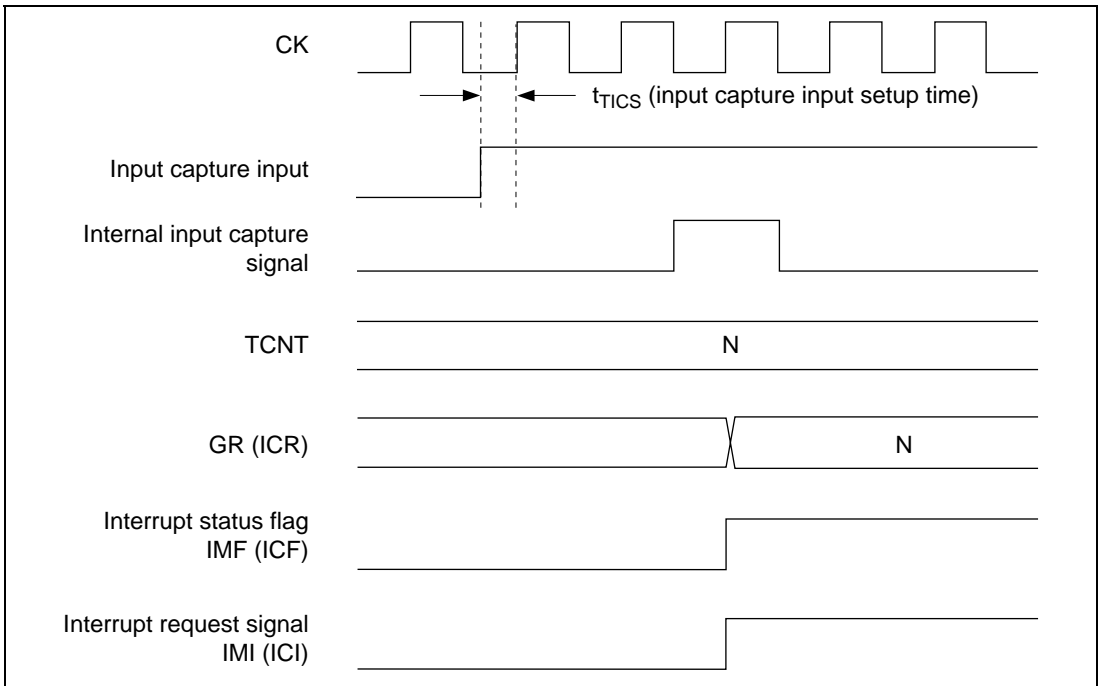 CK
t_TICS (input capture input setup time)
Input capture input
Internal input capture
signal
TCNT
N
GR (ICR)
N
Interrupt status flag
IMF (ICF)
Interrupt request signal
IMI (ICI)